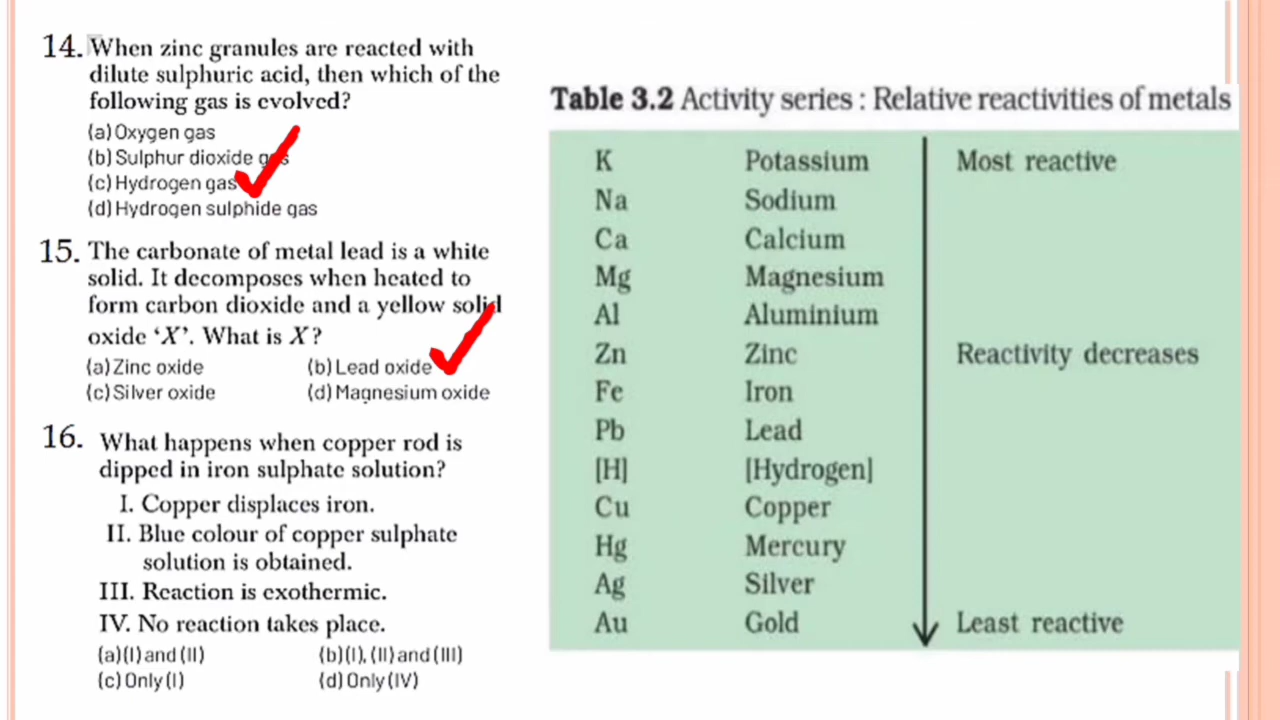 14. When zinc granules are reacted with
dilute sulphuric acid, then which of the
following gas is evolved?
(a) Oxygen gas
(b) Sulphur dioxide gas
(c) Hydrogen gas
(d) Hydrogen sulphide gas
15. The carbonate of metal lead is a white
solid. It decomposes when heated to
form carbon dioxide and a yellow solid
oxide ‘X’. What is X?
(a) Zinc oxide (b) Lead oxide
(c) Silver oxide (d) Magnesium oxide
16. What happens when copper rod is
dipped in iron sulphate solution?
I. Copper displaces iron.
II. Blue colour of copper sulphate
solution is obtained.
III. Reaction is exothermic.
IV. No reaction takes place.
(a) (I) and (II) (b) (I), (II) and (III)
(c) Only (I) (d) Only (IV)
Table 3.2 Activity series : Relative reactivities of metals
K Potassium Most reactive
Na Sodium
Ca Calcium
Mg Magnesium
Al Aluminium
Zn Zinc Reactivity decreases
Fe Iron
Pb Lead
[H] [Hydrogen]
Cu Copper
Hg Mercury
Ag Silver
Au Gold Least reactive